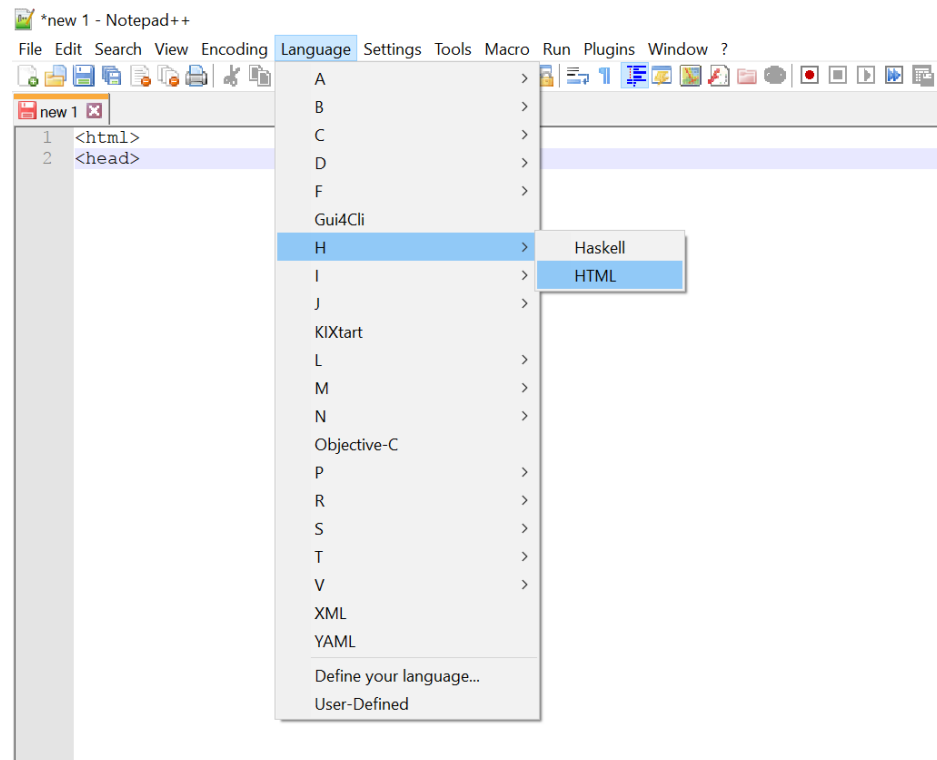 *new 1 - Notepad++
File Edit Search View Encoding Language Settings Tools Macro Run Plugins Window ?
new 1
1 <html>
2 <head>
A
B
C
D
F
Gui4Cli
H
Haskell
HTML
I
J
KIXtart
L
M
N
Objective-C
P
R
S
T
V
XML
YAML
Define your language...
User-Defined